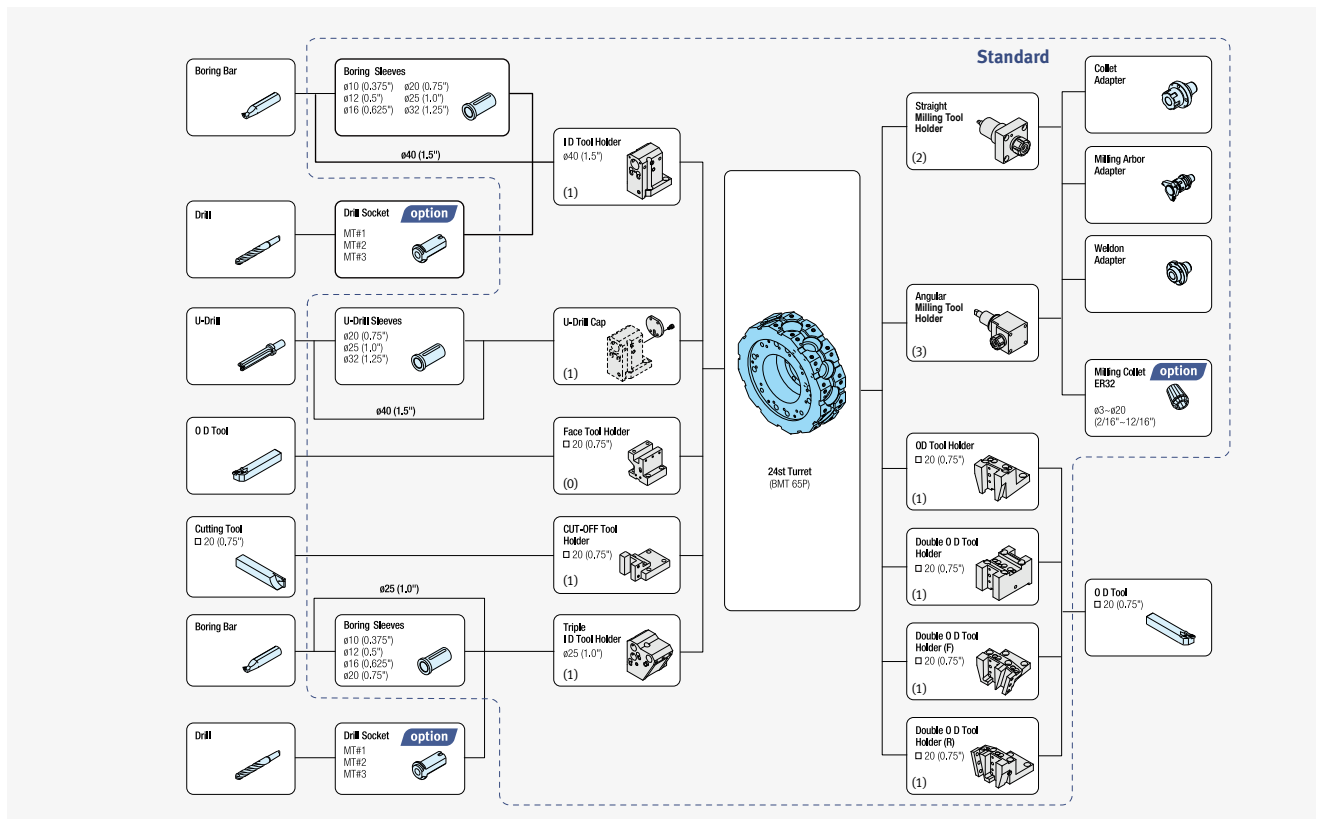 Standard
Boring Bar
Boring Sleeves
ø10 (0.375") ø20 (0.75")
ø12 (0.5") ø25 (1.0")
ø16 (0.625") ø32 (1.25")
ø40 (1.5")
Drill
Drill Socket
option
MT#1
MT#2
MT#3
I D Tool Holder
ø40 (1.5")
(1)
U-Drill
U-Drill Sleeves
ø20 (0.75")
ø25 (1.0")
ø32 (1.25")
ø40 (1.5")
U-Drill Cap
(1)
O D Tool
Face Tool Holder
□ 20 (0.75")
(0)
Cutting Tool
□ 20 (0.75")
CUT-OFF Tool
Holder
□ 20 (0.75")
(1)
ø25 (1.0")
Boring Bar
Boring Sleeves
ø10 (0.375")
ø12 (0.5")
ø16 (0.625")
ø20 (0.75")
Triple
I D Tool Holder
ø25 (1.0")
(1)
Drill
Drill Socket
option
MT#1
MT#2
MT#3
24st Turret
(BMT 65P)
Straight
Milling Tool
Holder
(2)
Angular
Milling Tool
Holder
(3)
Collet
Adapter
Milling Arbor
Adapter
Weldon
Adapter
Milling Collet
option
ER32
ø3~ø20
(2/16"~12/16")
OD Tool Holder
□ 20 (0.75")
(1)
Double O D Tool
Holder
□ 20 (0.75")
(1)
Double O D Tool
Holder (F)
□ 20 (0.75")
(1)
Double O D Tool
Holder (R)
□ 20 (0.75")
(1)
O D Tool
□ 20 (0.75")